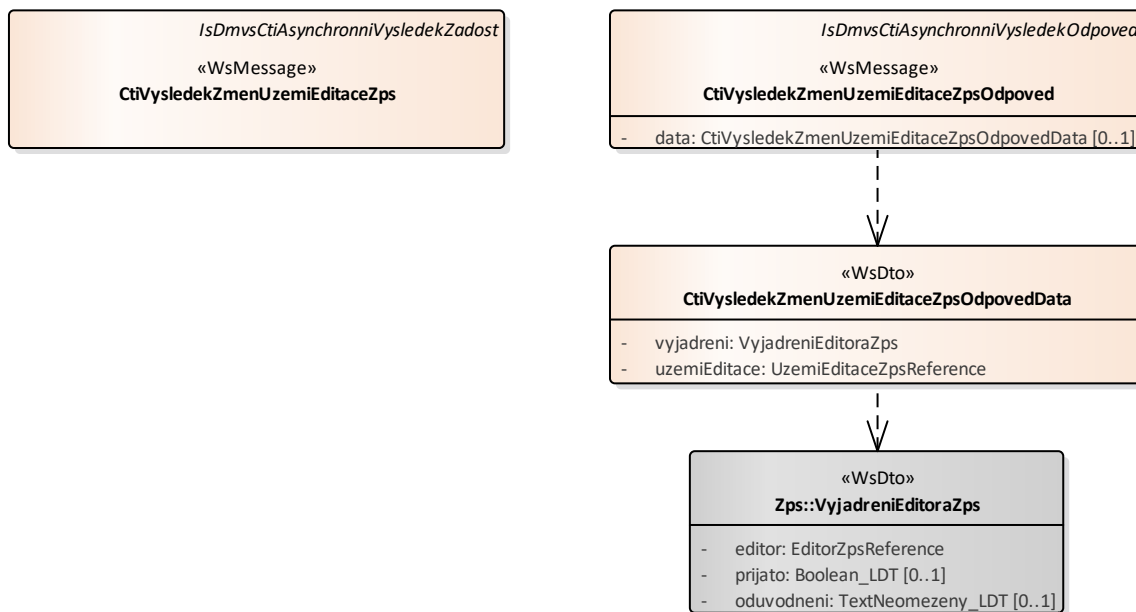 IsDmvsCtiAsynchronniVysledekZadost
«WsMessage»
CtiVysledekZmenUzemiEditaceZps
IsDmvsCtiAsynchronniVysledekOdpoved
«WsMessage»
CtiVysledekZmenUzemiEditaceZpsOdpoved
- data: CtiVysledekZmenUzemiEditaceZpsOdpovedData [0..1]
«WsDto»
CtiVysledekZmenUzemiEditaceZpsOdpovedData
- vyjadreni: VyjadreniEditoraZps
- uzemiEditace: UzemiEditaceZpsReference
«WsDto»
Zps::VyjadreniEditoraZps
- editor: EditorZpsReference
- prijato: Boolean_LDT [0..1]
- oduvodneni: TextNeomezeny_LDT [0..1]